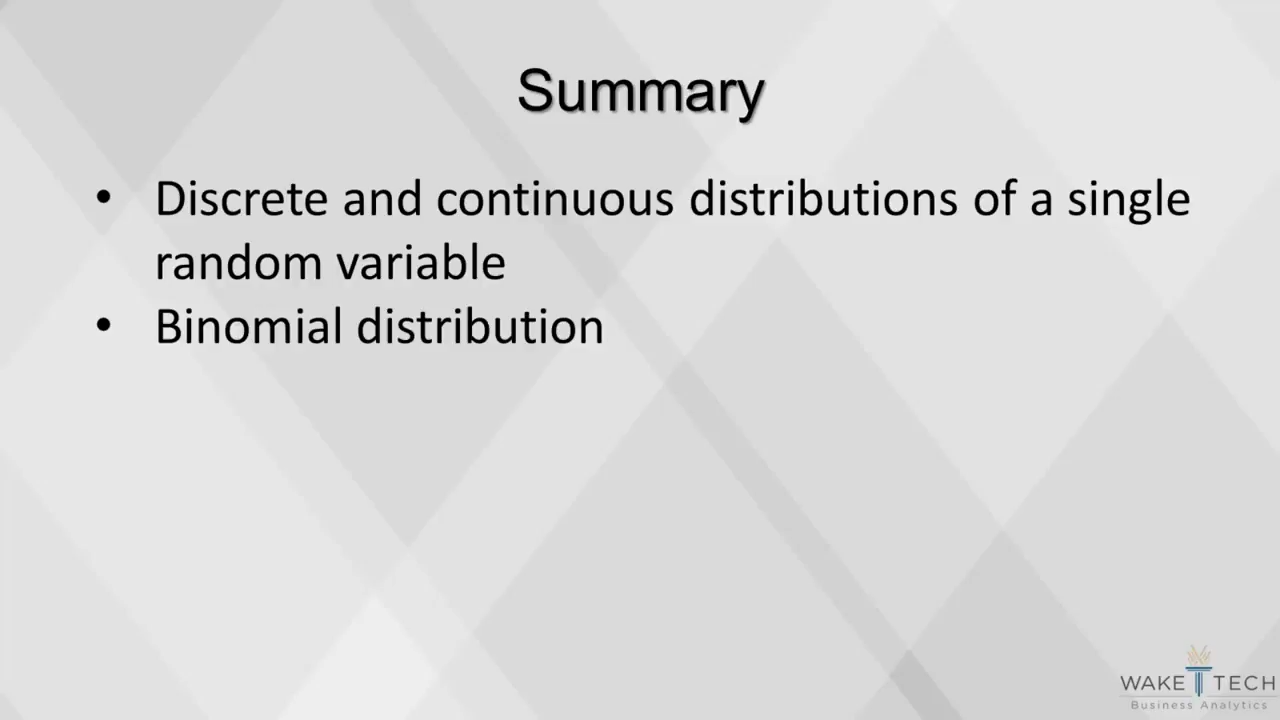 Summary
• Discrete and continuous distributions of a single
random variable
• Binomial distribution
WAKE TECH
Business Analytics